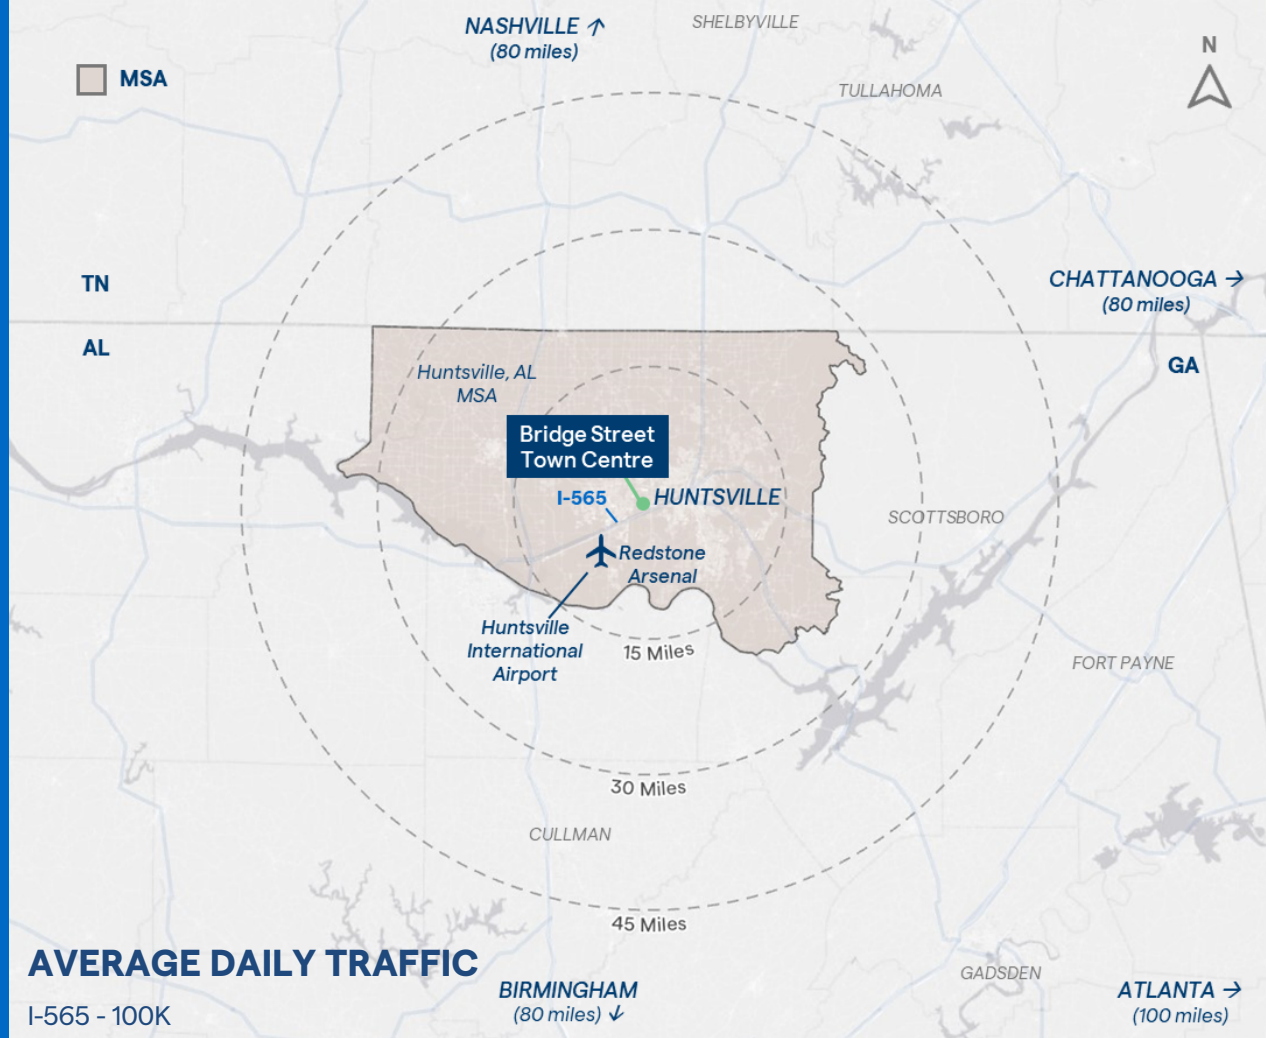 NASHVILLE ↑
(80 miles)
SHELBYVILLE
N
MSA
TULLAHOMA
TN
CHATTANOOGA →
(80 miles)
AL
GA
Huntsville, AL
MSA
Bridge Street
Town Centre
I-565
HUNTSVILLE
SCOTTSBORO
Redstone
Arsenal
Huntsville
International
Airport
15 Miles
FORT PAYNE
30 Miles
CULLMAN
45 Miles
AVERAGE DAILY TRAFFIC
I-565 - 100K
BIRMINGHAM
(80 miles) ↓
GADSDEN
ATLANTA →
(100 miles)